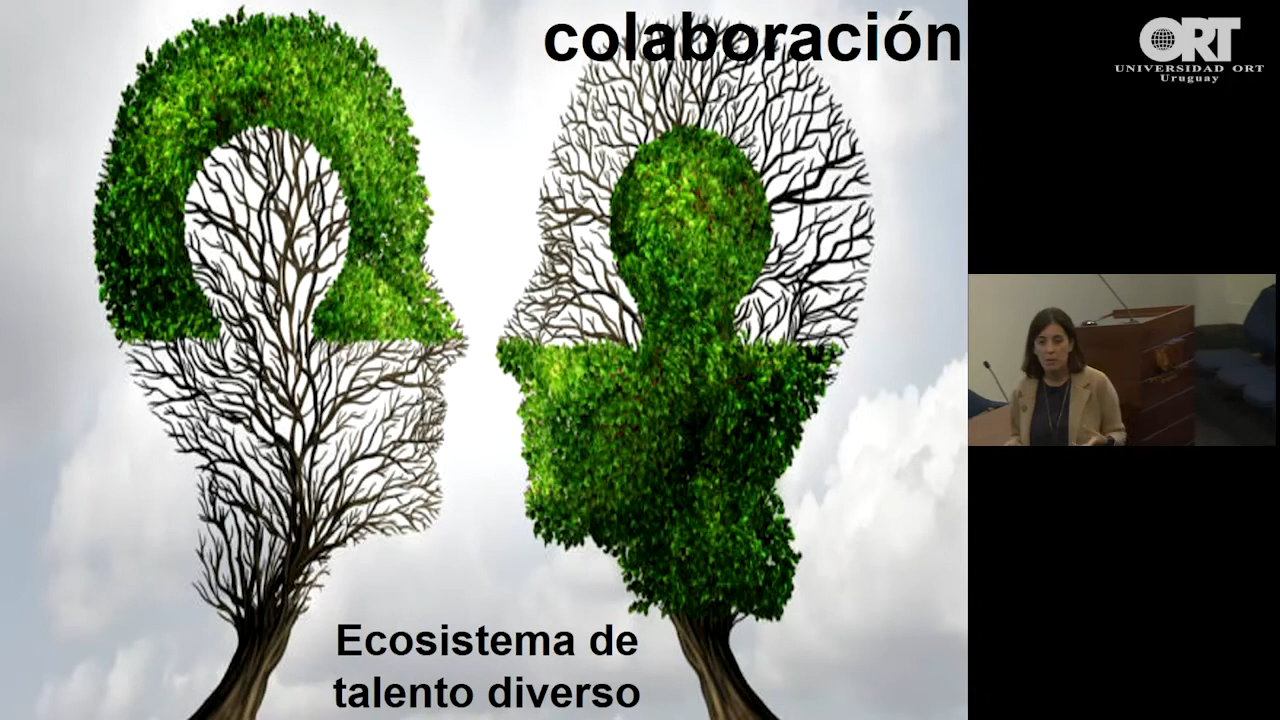 colaboración
ORT
UNIVERSIDAD ORT
Uruguay
Ecosistema de
talento diverso